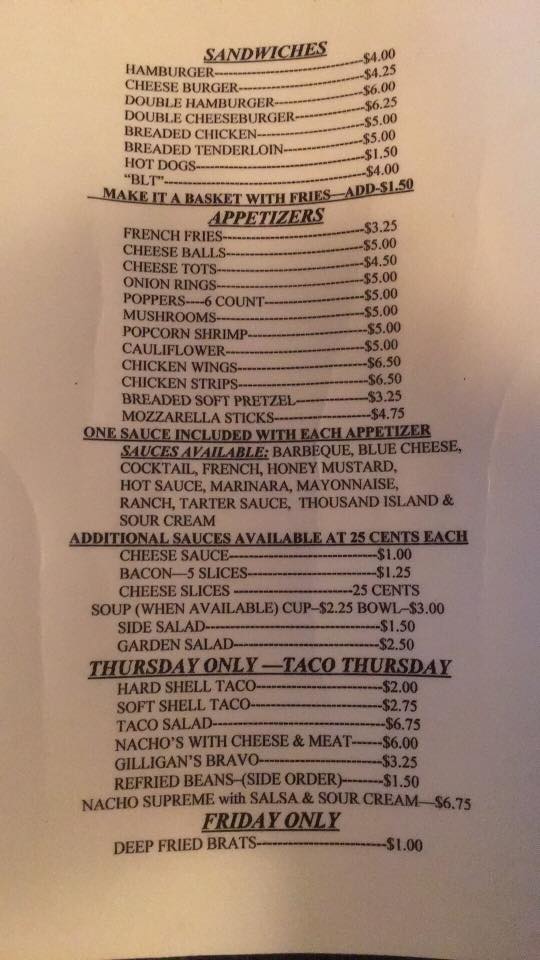 SANDWICHES
HAMBURGER---------------------------$4.00
CHEESE BURGER----------------------$4.25
DOUBLE HAMBURGER---------------$6.00
DOUBLE CHEESEBURGER-----------$6.25
BREADED CHICKEN-------------------$5.00
BREADED TENDERLOIN-------------$5.00
HOT DOGS------------------------------$1.50
"BLT"-----------------------------------$4.00
MAKE IT A BASKET WITH FRIES—ADD-$1.50
APPETIZERS
FRENCH FRIES------------------------$3.25
CHEESE BALLS------------------------$5.00
CHEESE TOTS-------------------------$4.50
ONION RINGS-------------------------$5.00
POPPERS----6 COUNT-----------------$5.00
MUSHROOMS--------------------------$5.00
POPCORN SHRIMP--------------------$5.00
CAULIFLOWER-----------------------$5.00
CHICKEN WINGS---------------------$6.50
CHICKEN STRIPS---------------------$6.50
BREADED SOFT PRETZEL-----------$3.25
MOZZARELLA STICKS---------------$4.75
ONE SAUCE INCLUDED WITH EACH APPETIZER
SAUCES AVAILABLE: BARBEQUE, BLUE CHEESE,
COCKTAIL, FRENCH, HONEY MUSTARD,
HOT SAUCE, MARINARA, MAYONNAISE,
RANCH, TARTER SAUCE, THOUSAND ISLAND &
SOUR CREAM
ADDITIONAL SAUCES AVAILABLE AT 25 CENTS EACH
CHEESE SAUCE------------------------$1.00
BACON—5 SLICES----------------------$1.25
CHEESE SLICES -------------------25 CENTS
SOUP (WHEN AVAILABLE) CUP–$2.25 BOWL–$3.00
SIDE SALAD---------------------------$1.50
GARDEN SALAD-----------------------$2.50
THURSDAY ONLY —TACO THURSDAY
HARD SHELL TACO--------------------$2.00
SOFT SHELL TACO---------------------$2.75
TACO SALAD---------------------------$6.75
NACHO'S WITH CHEESE & MEAT------$6.00
GILLIGAN'S BRAVO--------------------$3.25
REFRIED BEANS–(SIDE ORDER)--------$1.50
NACHO SUPREME with SALSA & SOUR CREAM—$6.75
FRIDAY ONLY
DEEP FRIED BRATS---------------------$1.00